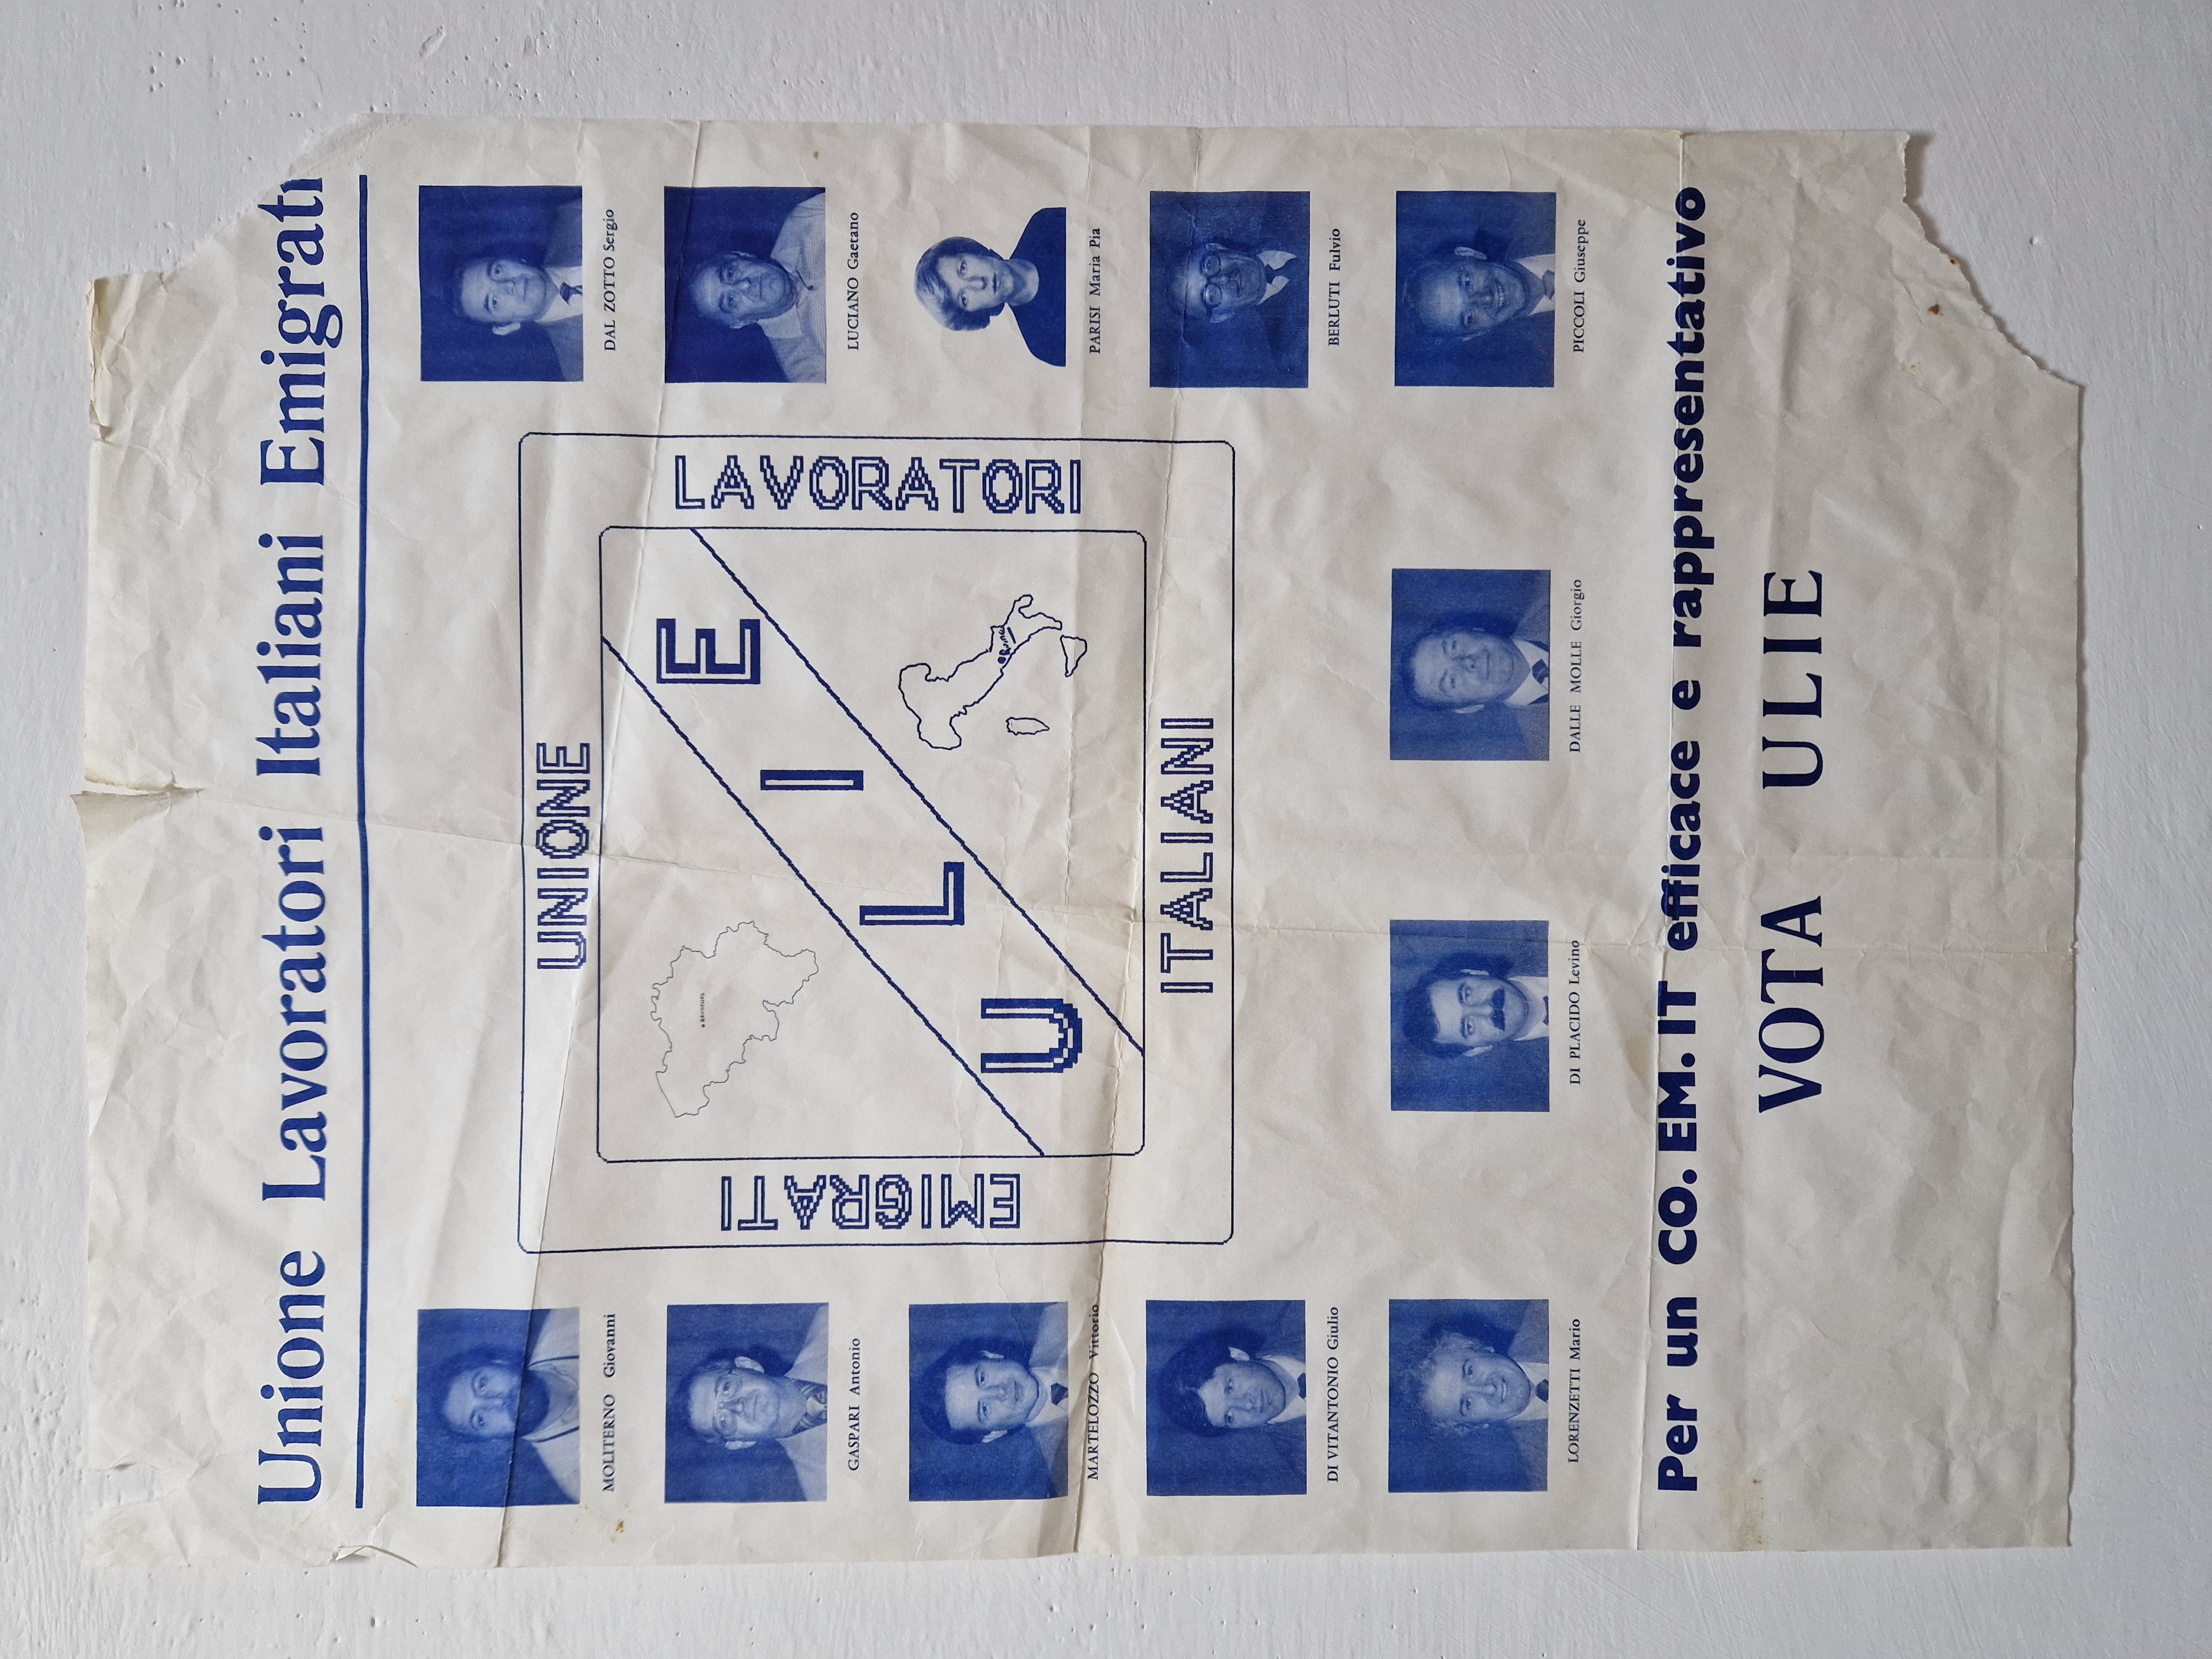 Unione Lavoratori Italiani Emigrati
MOLITERNO Giovanni
DAL ZOTTO Sergio
GASPARI Antonio
LUCIANO Gaetano
MARTELOZZO Vittorio
PARISI Maria Pia
DI VITANTONIO Giulio
BERLUTI Fulvio
LORENZETTI Mario
DI PLACIDO Levino
DALLE MOLLE Giorgio
PICCOLI Giuseppe
UNIONE
LAVORATORI
ITALIANI
EMIGRATI
U L I E
Per un CO.EM.IT efficace e rappresentativo
VOTA ULIE